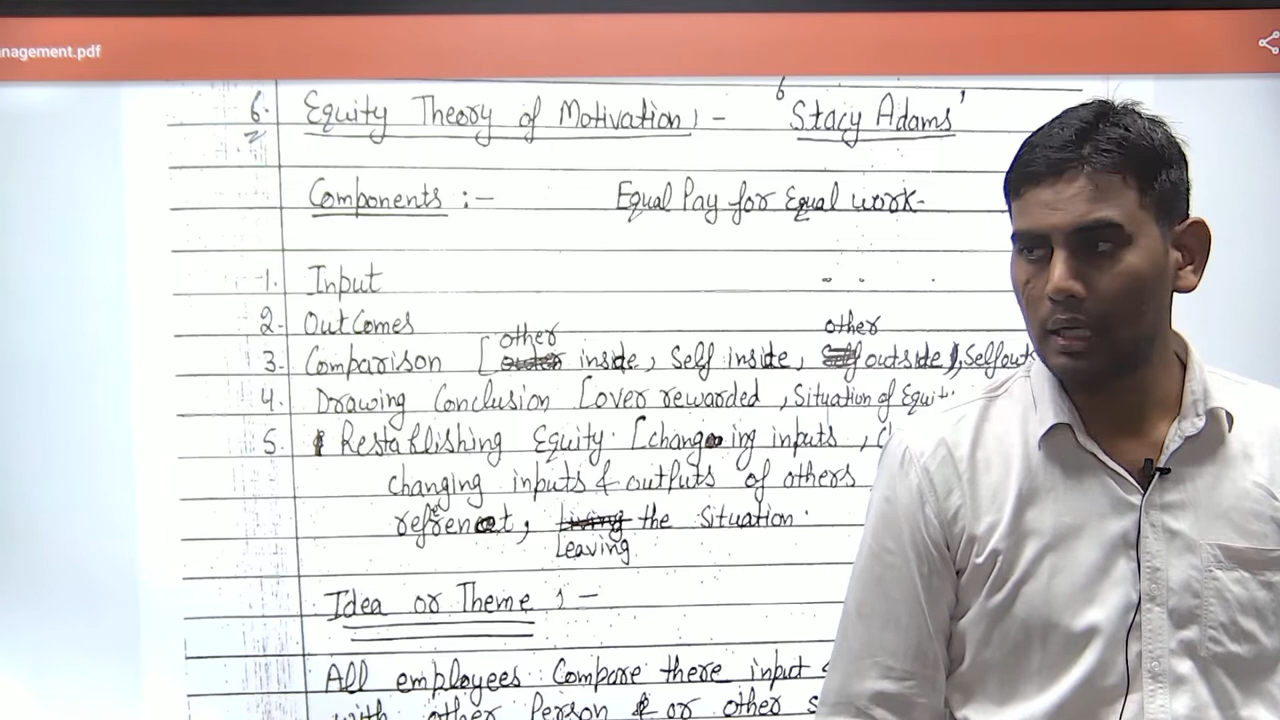 nagement.pdf
6. Equity Theory of Motivation :- 'Stacy Adams'
Components :- Equal Pay for Equal work-
1. Input
2. OutComes
other other
3. Comparison [ inside, Self inside, outside), Self
4. Drawing Conclusion [over rewarded, Situation of
5. Restablishing Equity. [changing inputs,
changing inputs & outputs of others
the Situation.
Leaving
Idea or Theme :-
All employees Compare there input
with other Person or other